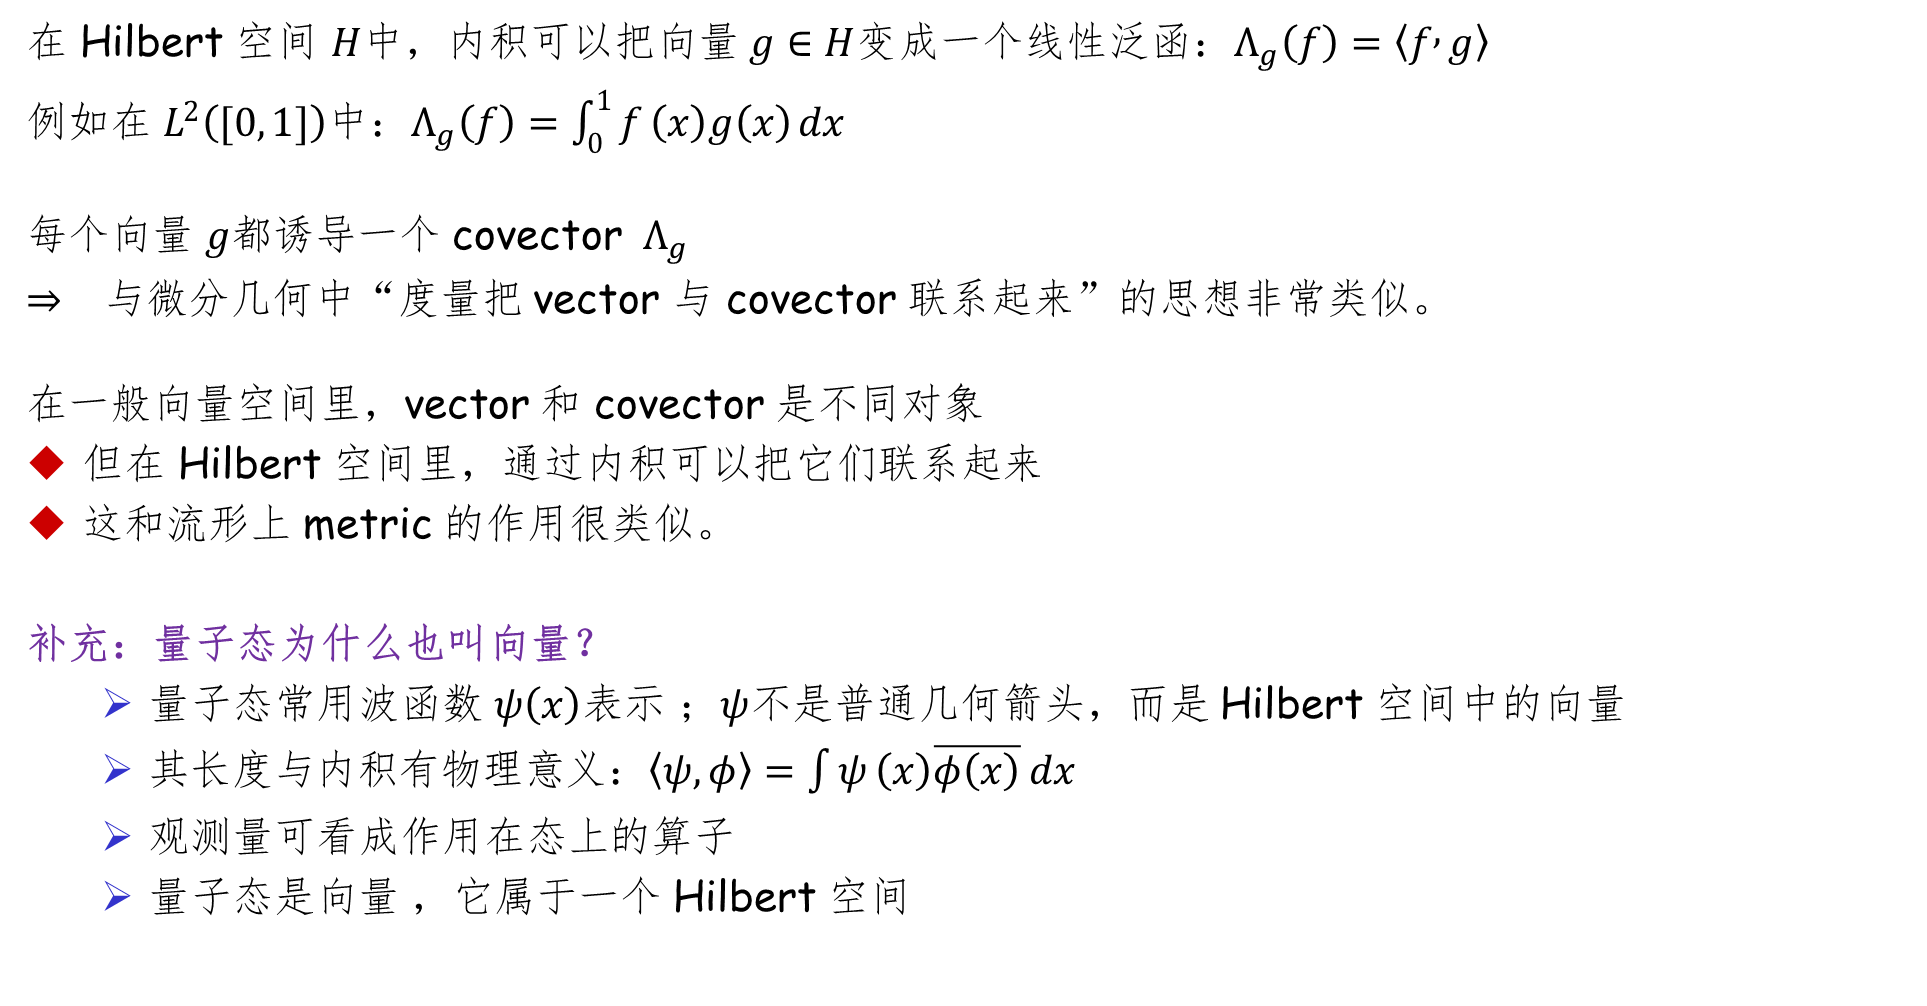 在 Hilbert 空间 H中，内积可以把向量 g ∈ H变成一个线性泛函：Λ_g(f) = ⟨f, g⟩
例如在 L²([0, 1])中：Λ_g(f) = ∫₀¹ f (x)g(x) dx
每个向量 g都诱导一个 covector Λ_g
⇒ 与微分几何中“度量把 vector 与 covector 联系起来”的思想非常类似。
在一般向量空间里，vector 和 covector 是不同对象
◆ 但在 Hilbert 空间里，通过内积可以把它们联系起来
◆ 这和流形上 metric 的作用很类似。
补充：量子态为什么也叫向量？
➢ 量子态常用波函数 ψ(x)表示 ；ψ不是普通几何箭头，而是 Hilbert 空间中的向量
➢ 其长度与内积有物理意义：⟨ψ, ϕ⟩ = ∫ ψ (x)\overline{ϕ(x)} dx
➢ 观测量可看成作用在态上的算子
➢ 量子态是向量 ，它属于一个 Hilbert 空间